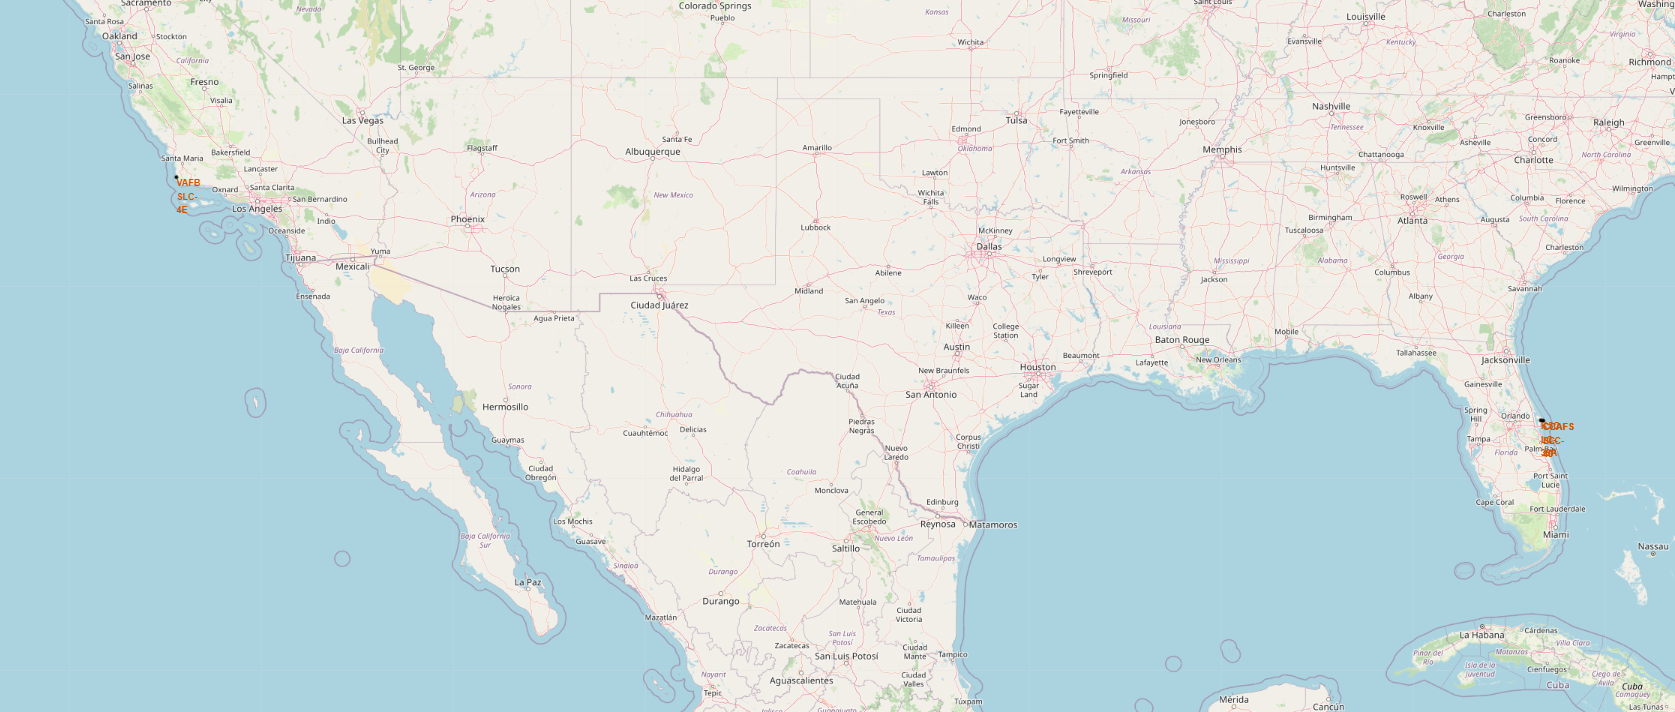 Sacramento
Nevada
Colorado Springs
Kansas
Missouri
Saint Louis
Louisville
Charleston
Washing
Santa Rosa
Pueblo
Oakland
Stockton
Wichita
Evansville
Kentucky
Virginia
San Jose
California
St. George
Springfield
Roanoke
Richmond
Salinas
Fresno
Hampt
Visalia
Las Vegas
Tulsa
Fayetteville
Nashville
Greensboro
Jonesboro
Tennessee
Knoxville
Raleigh
Bullhead
City
Santa Fe
Edmond
Fort Smith
Concord
Asheville
Greenville
Santa Maria
Bakersfield
Flagstaff
Albuquerque
Amarillo
Oklahoma
Memphis
Chattanooga
Charlotte
North Carolina
Lancaster
Lawton
Arkansas
Huntsville
VAFB
SLC-
4E
Oxnard
Santa Clarita
Arizona
New Mexico
Wichita
Falls
Roswell
Athens
Columbia
Florence
Wilmington
Los Angeles
San Bernardino
Indio
Phoenix
Lubbock
Birmingham
Atlanta
Augusta
South Carolina
Oceanside
McKinney
Tuscaloosa
Tijuana
Yuma
Mexicali
Dallas
Longview
Mississippi
Alabama
Georgia
Charleston
Tucson
Las Cruces
Abilene
Tyler
Shreveport
Jackson
Columbus
Ensenada
Heroica
Nogales
Ciudad Juárez
Midland
San Angelo
Waco
Albany
Savannah
Agua Prieta
Texas
Killeen
College
Station
Louisiana
Mobile
Baja California
Austin
Beaumont
Baton Rouge
Lafayette
New Orleans
Tallahassee
Jacksonville
Sonora
Ciudad
Acuña
New Braunfels
Houston
Sugar
Land
San Antonio
Gainesville
Hermosillo
Chihuahua
Spring
Hill
Orlando
Guaymas
Cuauhtémoc
Delicias
Piedras
Negras
Corpus
Christi
Tampa
Florida
CCAFS
SLC-
40
Ciudad
Obregón
Hidalgo
del Parral
Coahuila
Nuevo
Laredo
Port Saint
Lucie
Monclova
Edinburg
Cape Coral
Fort Lauderdale
Los Mochis
General
Escobedo
Reynosa
Matamoros
Guasave
Torreón
Saltillo
Nuevo León
Miami
Nassau
Baja California
Sur
Sinaloa
Durango
Tamaulipas
La Paz
Durango
Matehuala
Ciudad
Victoria
Mazatlán
Zacatecas
San Luis
Potosí
La Habana
Cárdenas
Zacatecas
San Luis Potosí
Ciudad
Mante
Tampico
Pinar del
Río
Matanzas
Villa Clara
Nayarit
Aguascalientes
Ciudad
Valles
Isla de la
Juventud
Cienfuegos
Ciego de
Ávila
Cuba
Cuba
Camagüey
Tepic
Guanajuato
Tuxpam
Mérida
Cancún
Las Tunas